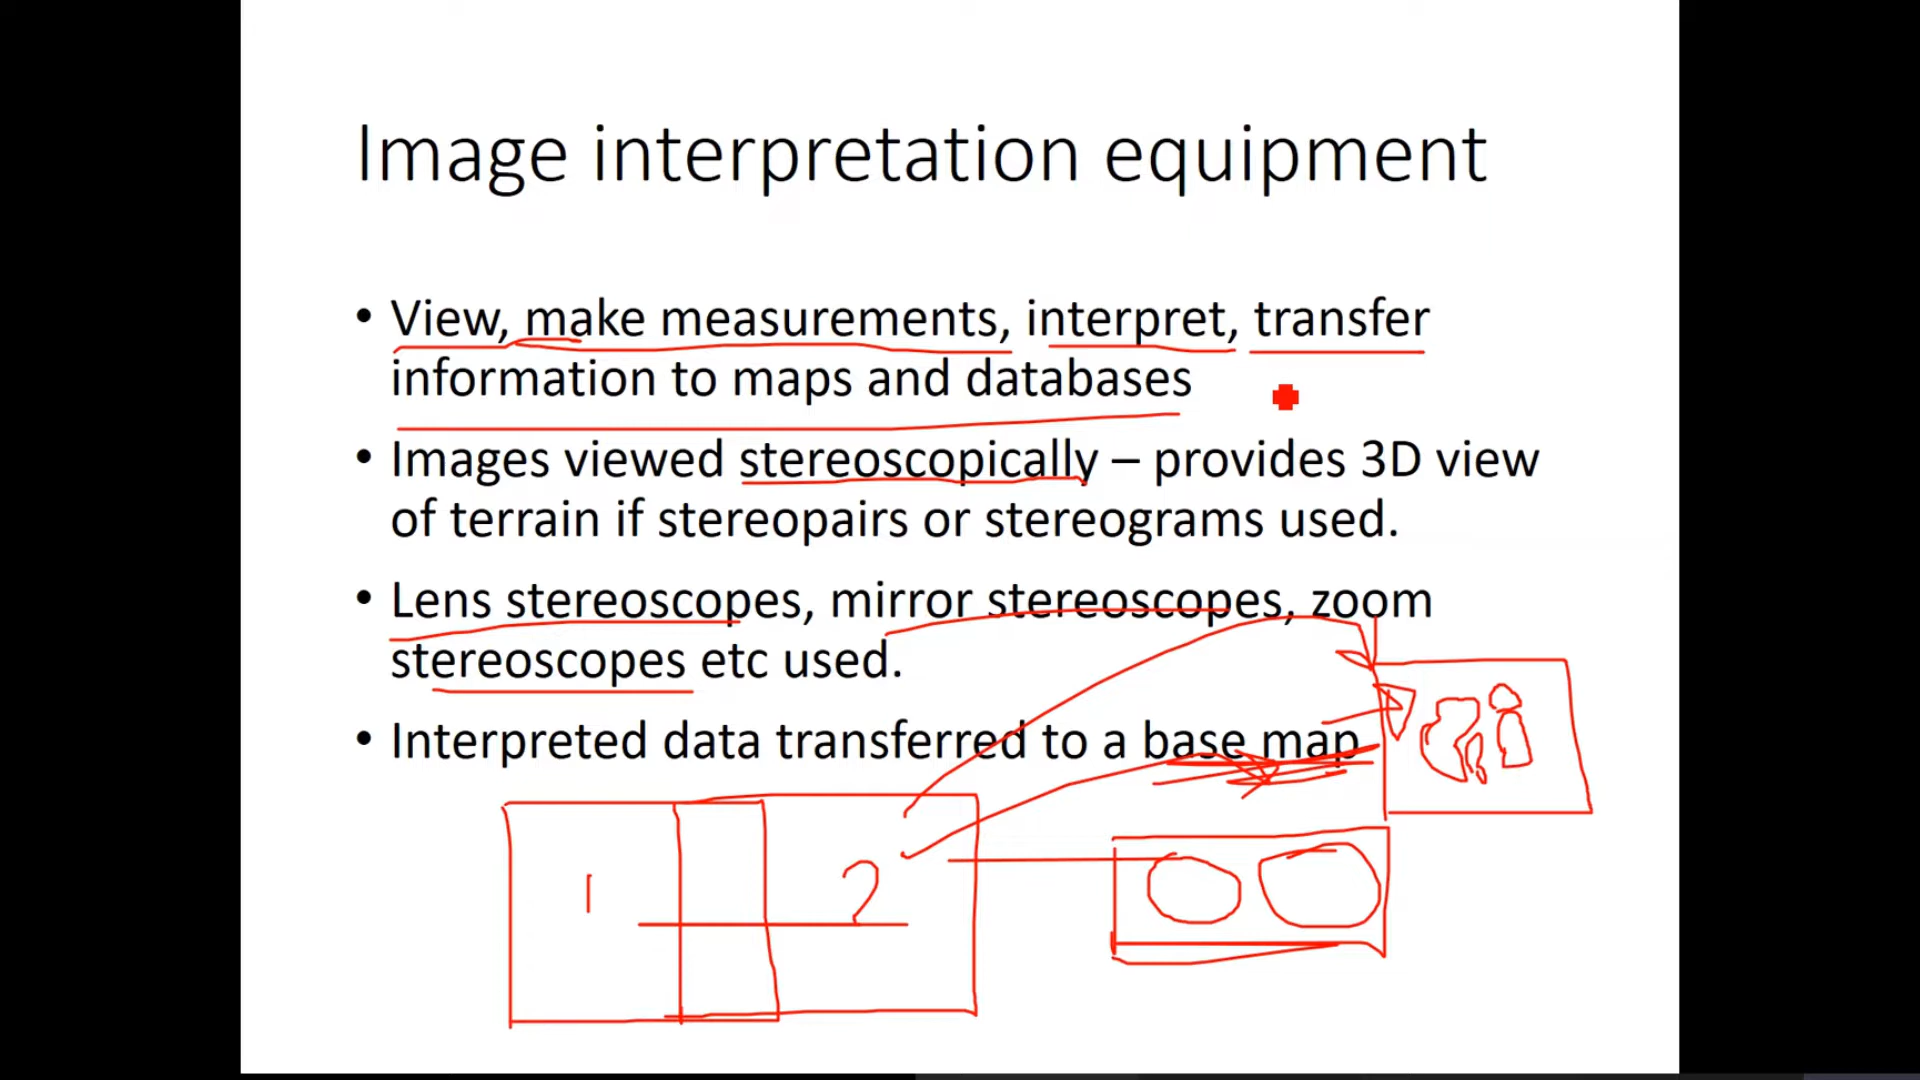 Image interpretation equipment
• View, make measurements, interpret, transfer
information to maps and databases
• Images viewed stereoscopically – provides 3D view
of terrain if stereopairs or stereograms used.
• Lens stereoscopes, mirror stereoscopes, zoom
stereoscopes etc used.
• Interpreted data transferred to a base map
1 2